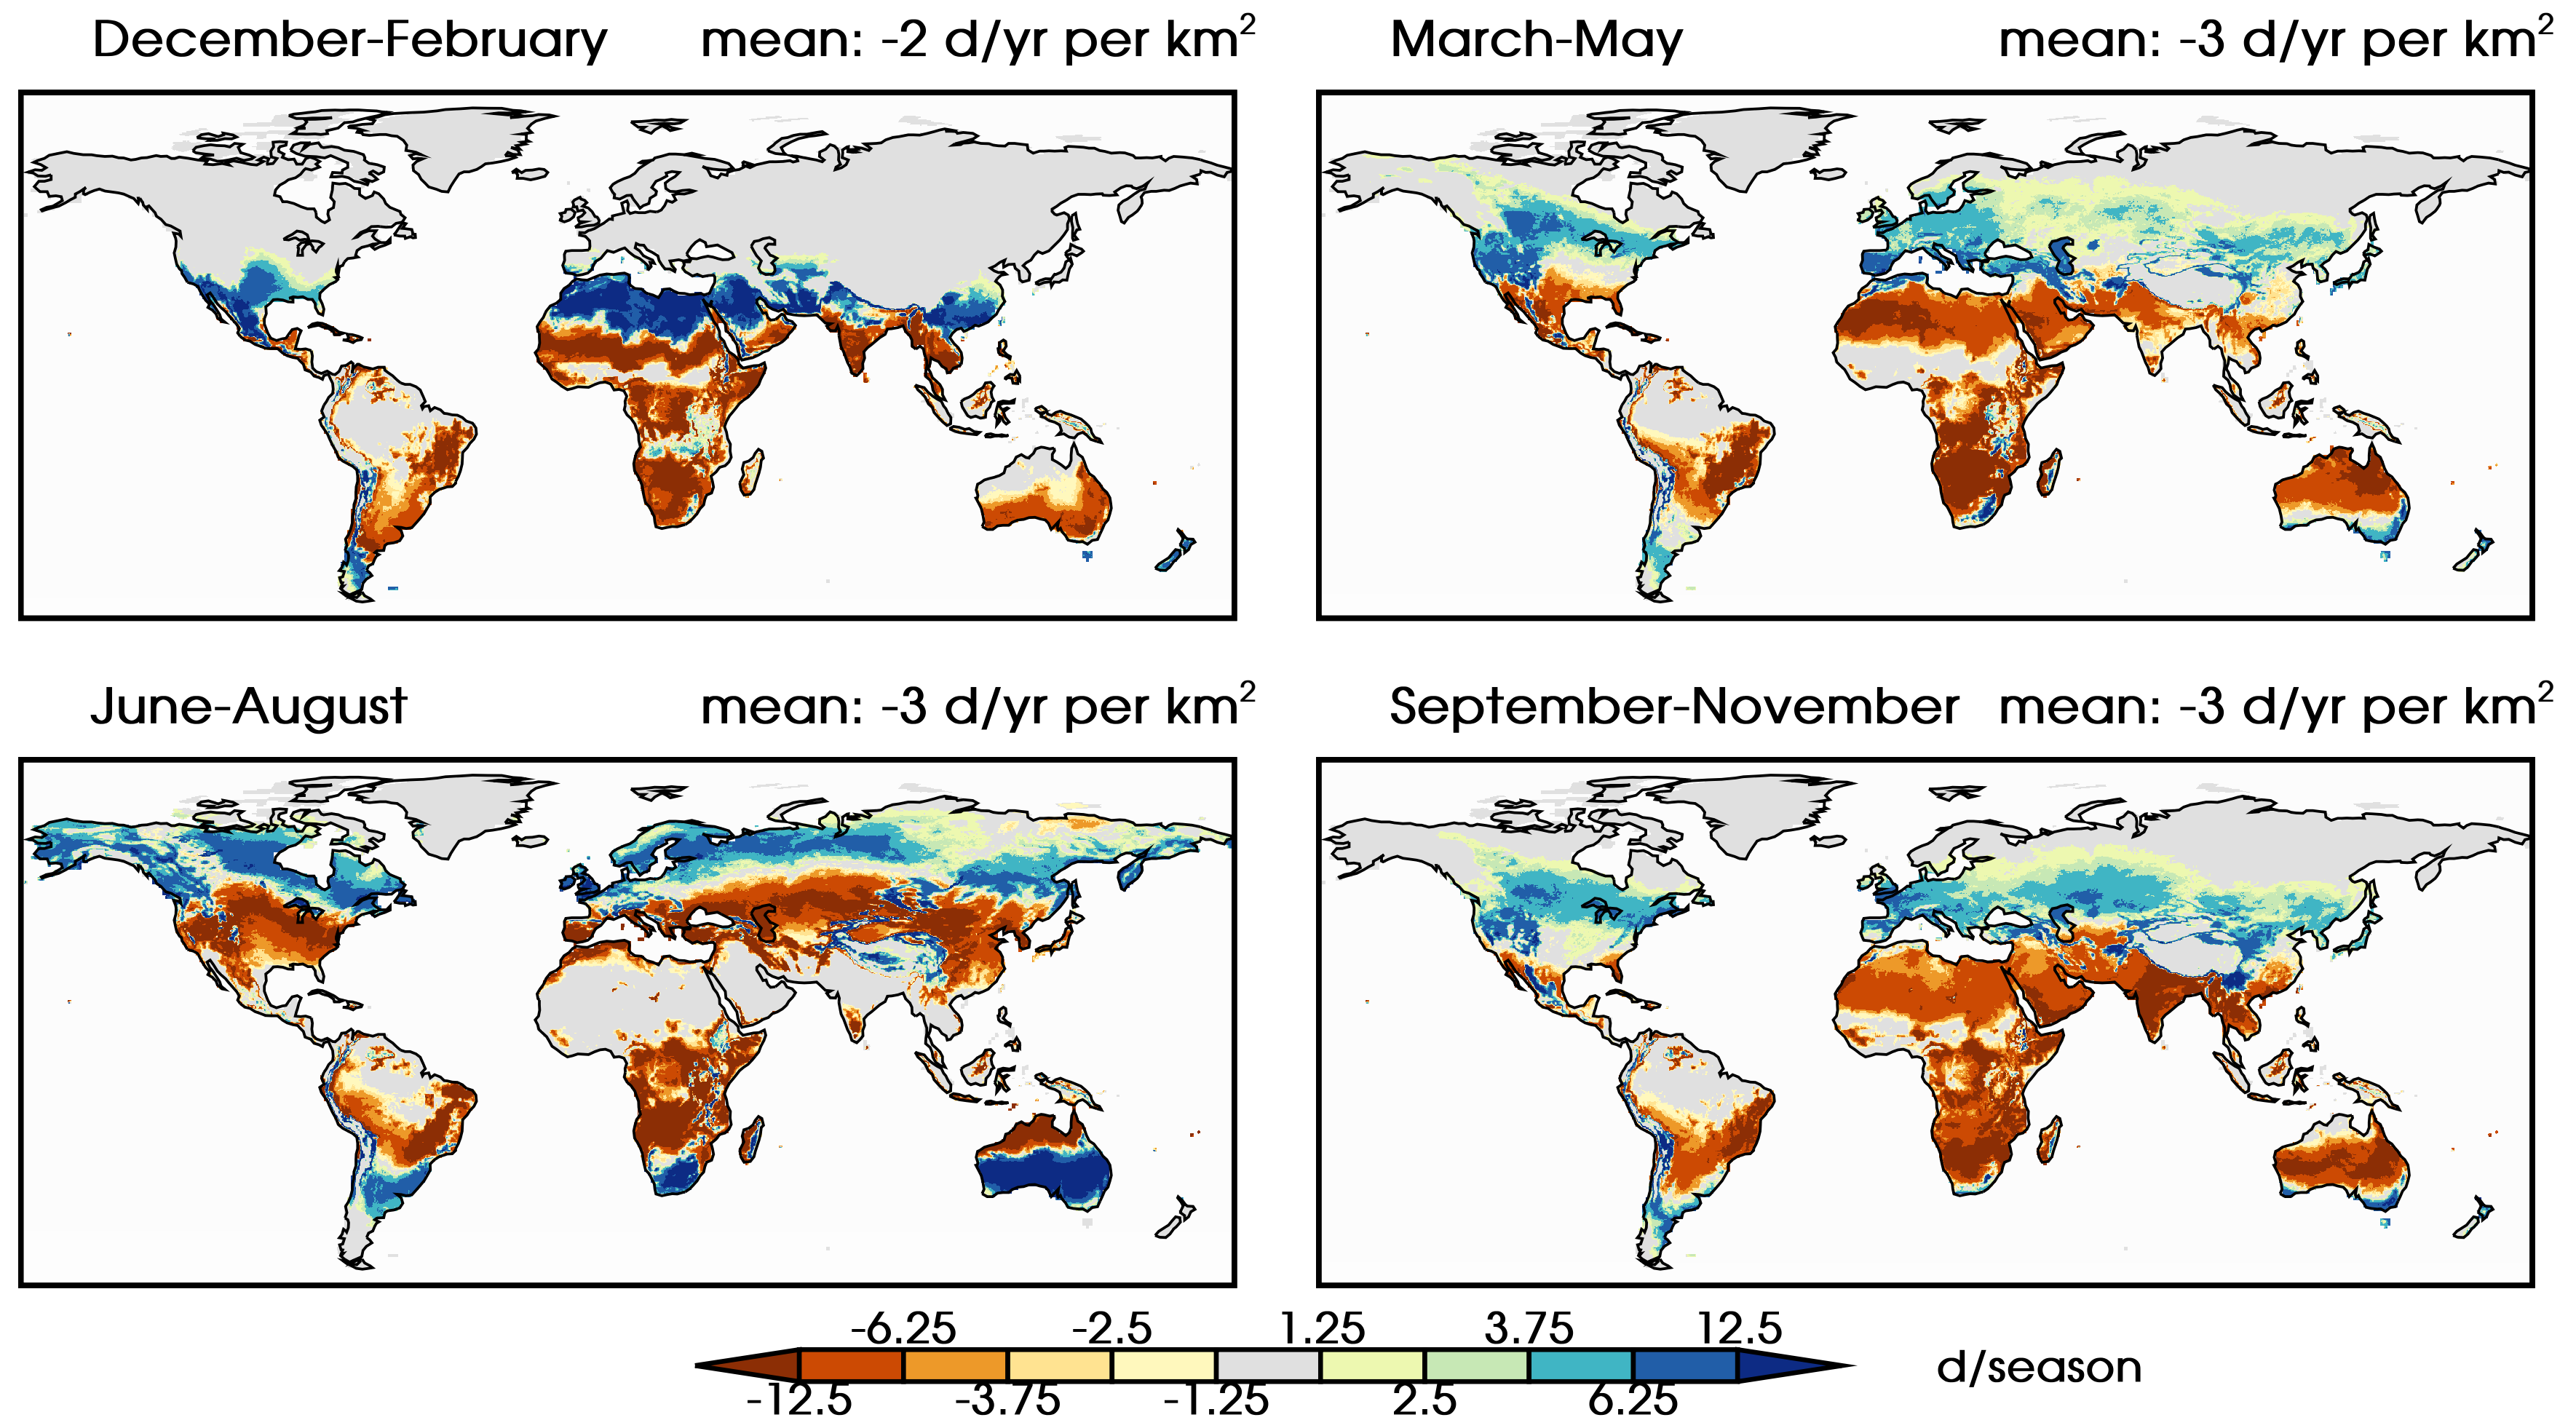 December-February mean: -2 d/yr per km²
March-May mean: -3 d/yr per km²
June-August mean: -3 d/yr per km²
September-November mean: -3 d/yr per km²
-6.25 -2.5 1.25 3.75 12.5
d/season
-12.5 -3.75 -1.25 2.5 6.25